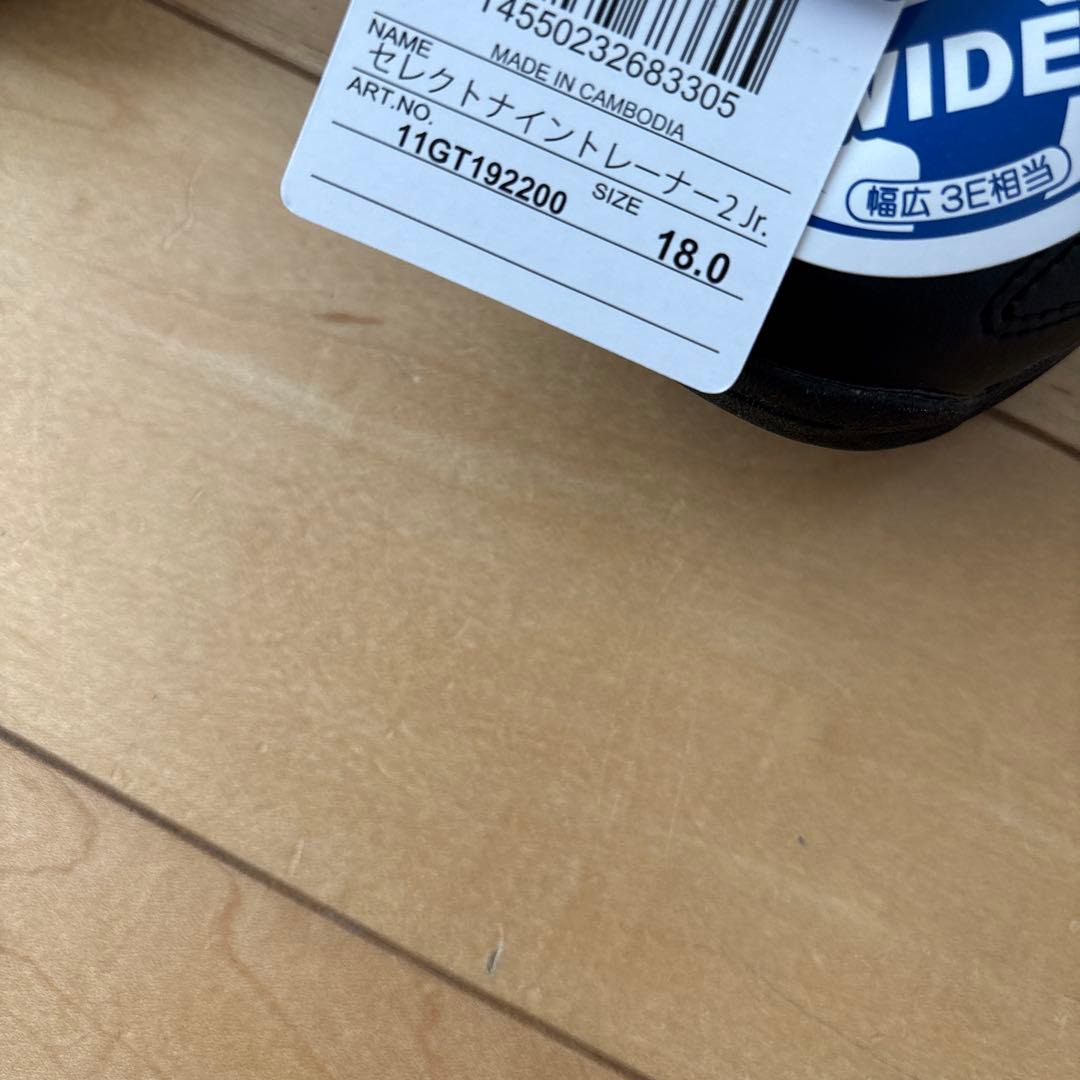 T4550232683305
MADE IN CAMBODIA
NAME
セレクトナイントレーナー2 Jr.
ART.NO.
SIZE
11GT192200
18.0
WIDE
幅広 3E相当